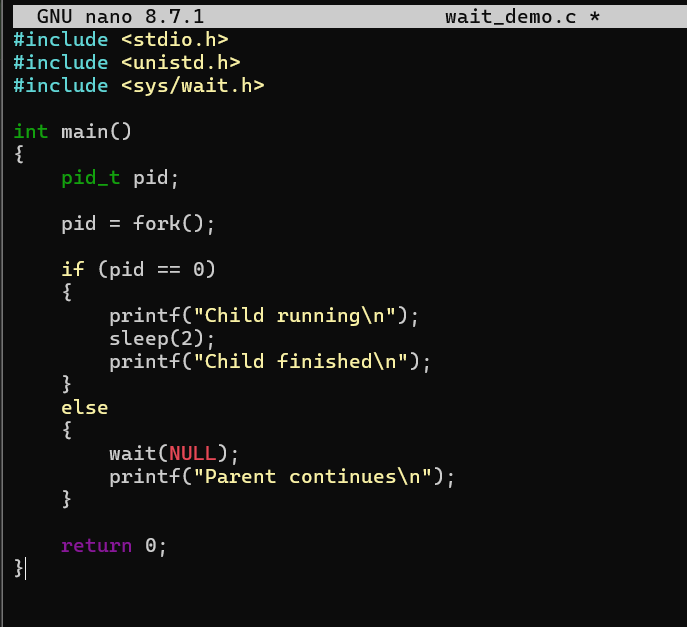 GNU nano 8.7.1 wait_demo.c *
#include <stdio.h>
#include <unistd.h>
#include <sys/wait.h>
int main()
{
    pid_t pid;
    pid = fork();
    if (pid == 0)
    {
        printf("Child running\n");
        sleep(2);
        printf("Child finished\n");
    }
    else
    {
        wait(NULL);
        printf("Parent continues\n");
    }
    return 0;
}